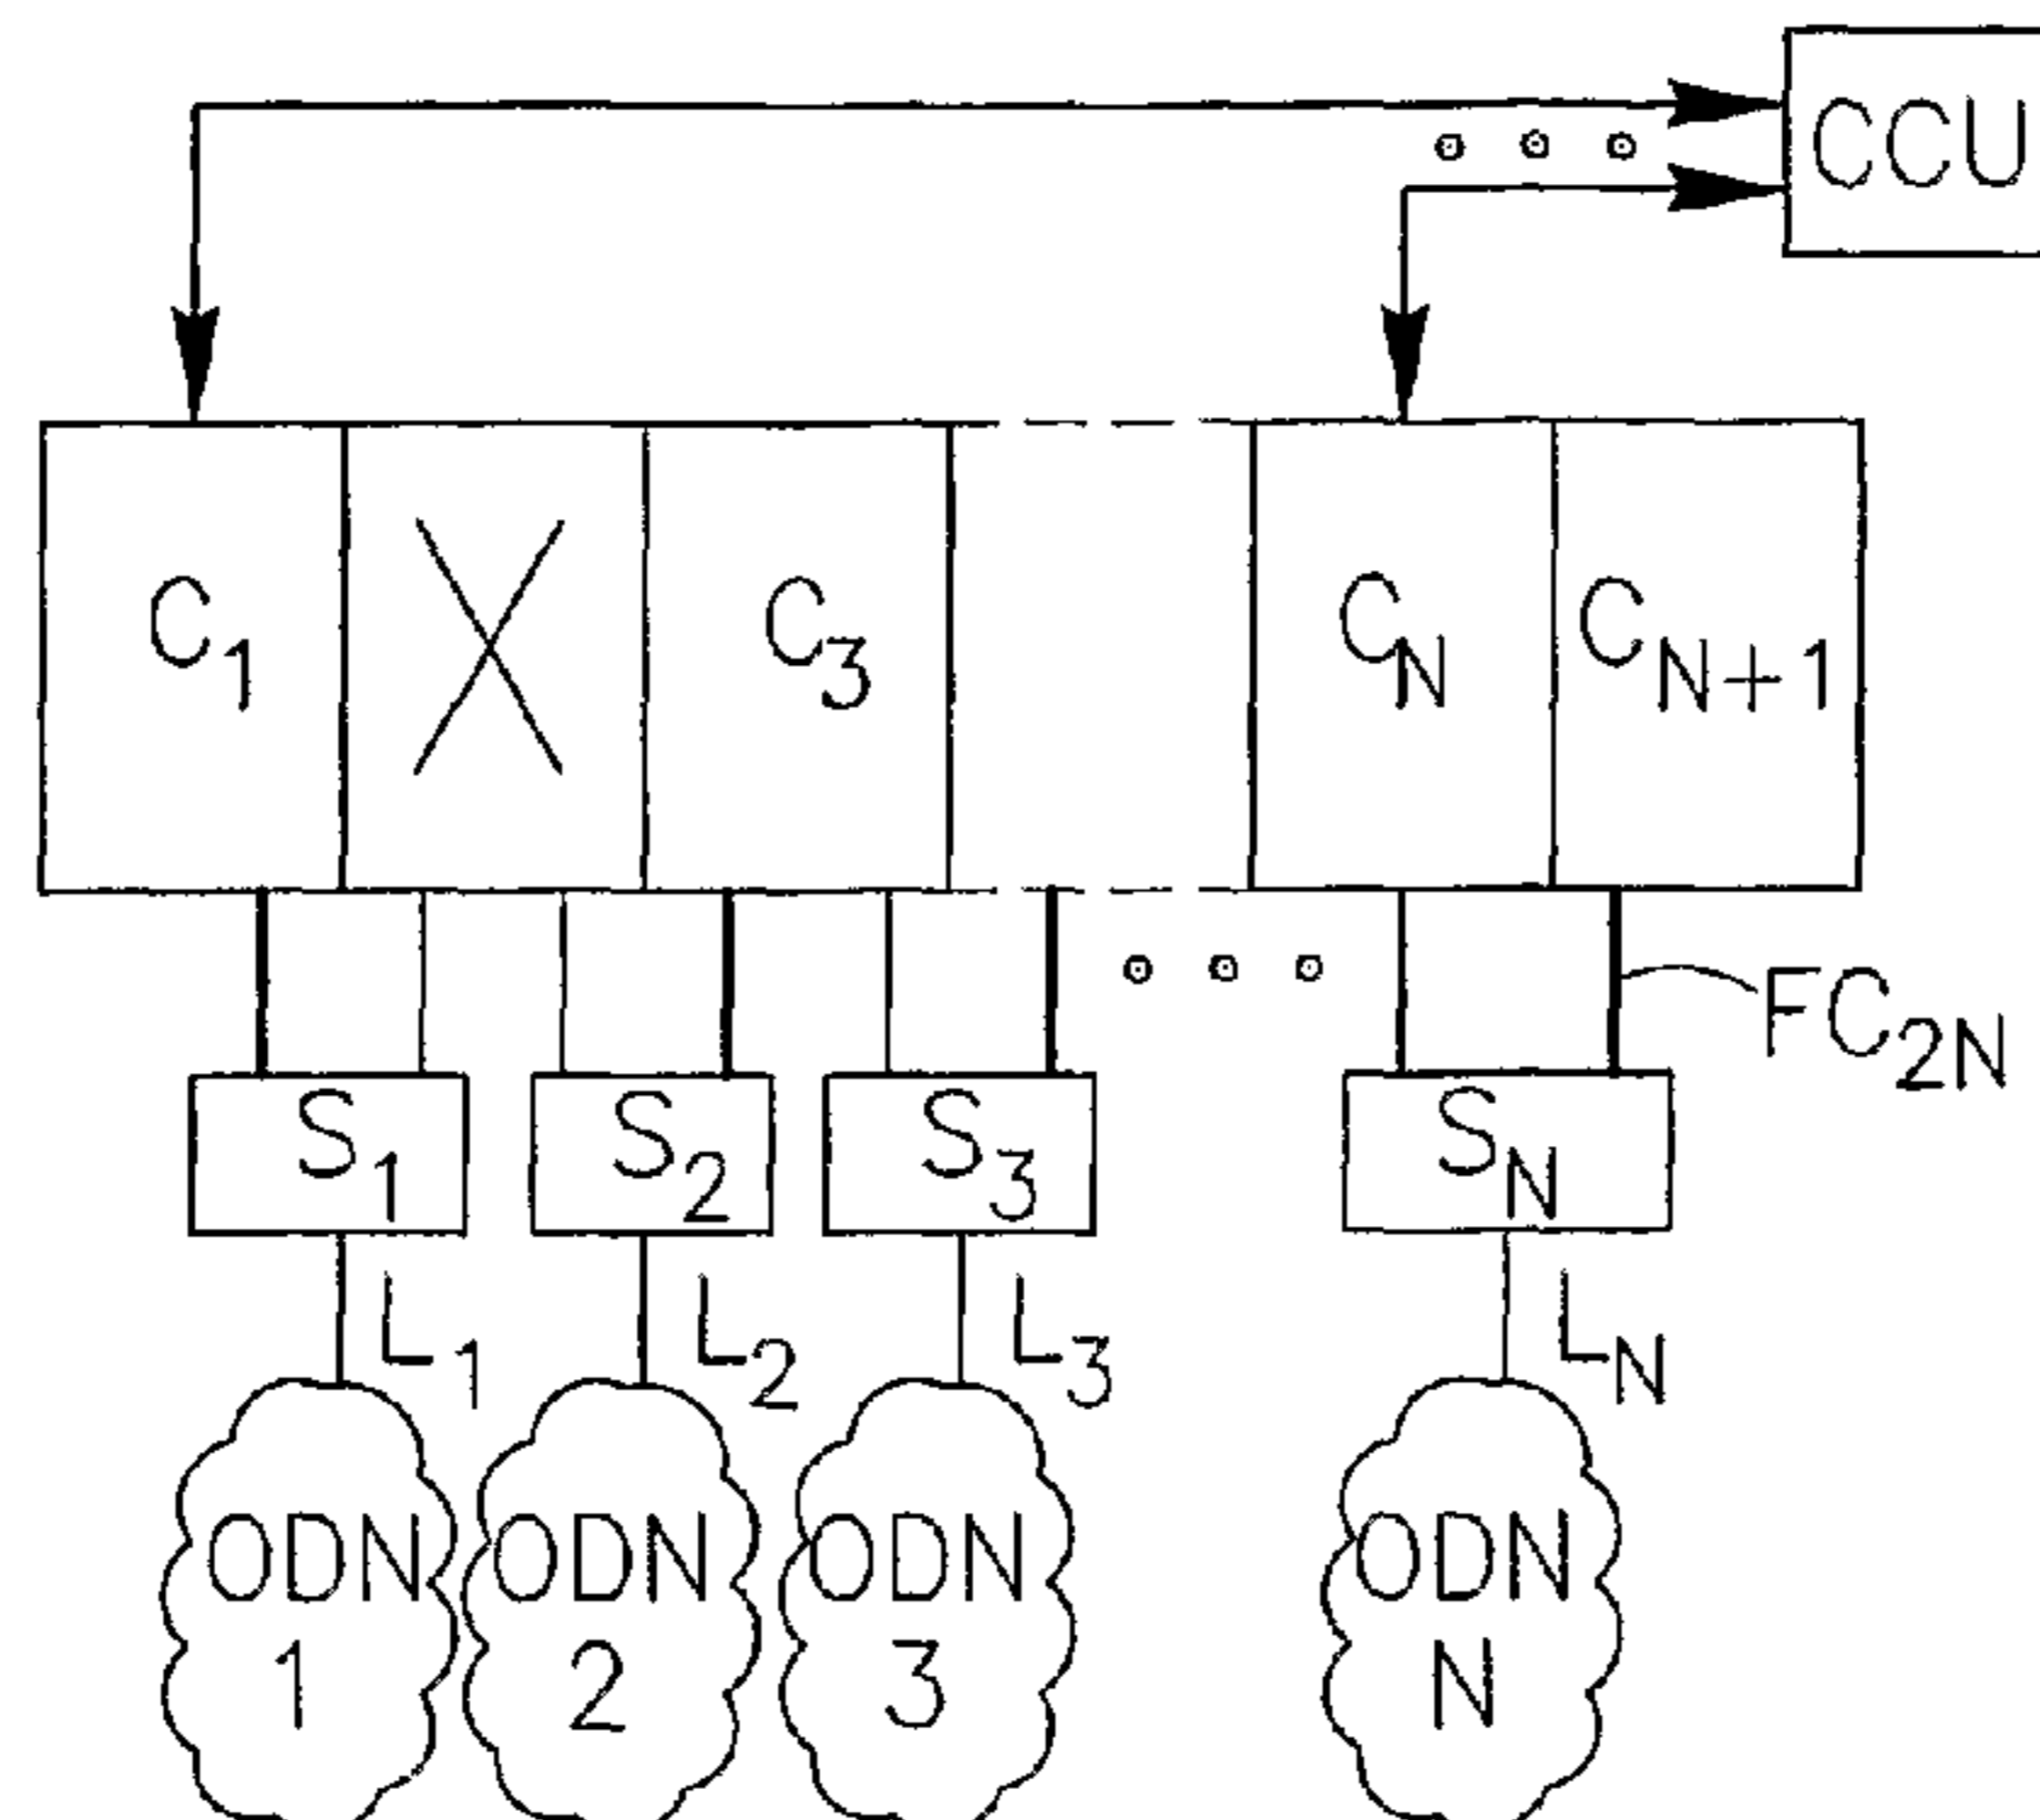 CCU
C1 X C3 CN CN+1
FC2N
S1 S2 S3 SN
L1 L2 L3 LN
ODN ODN ODN ODN
1 2 3 N